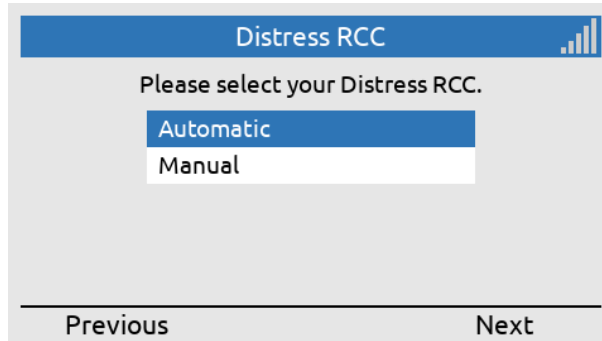 Distress RCC
Please select your Distress RCC.
Automatic
Manual
Previous Next